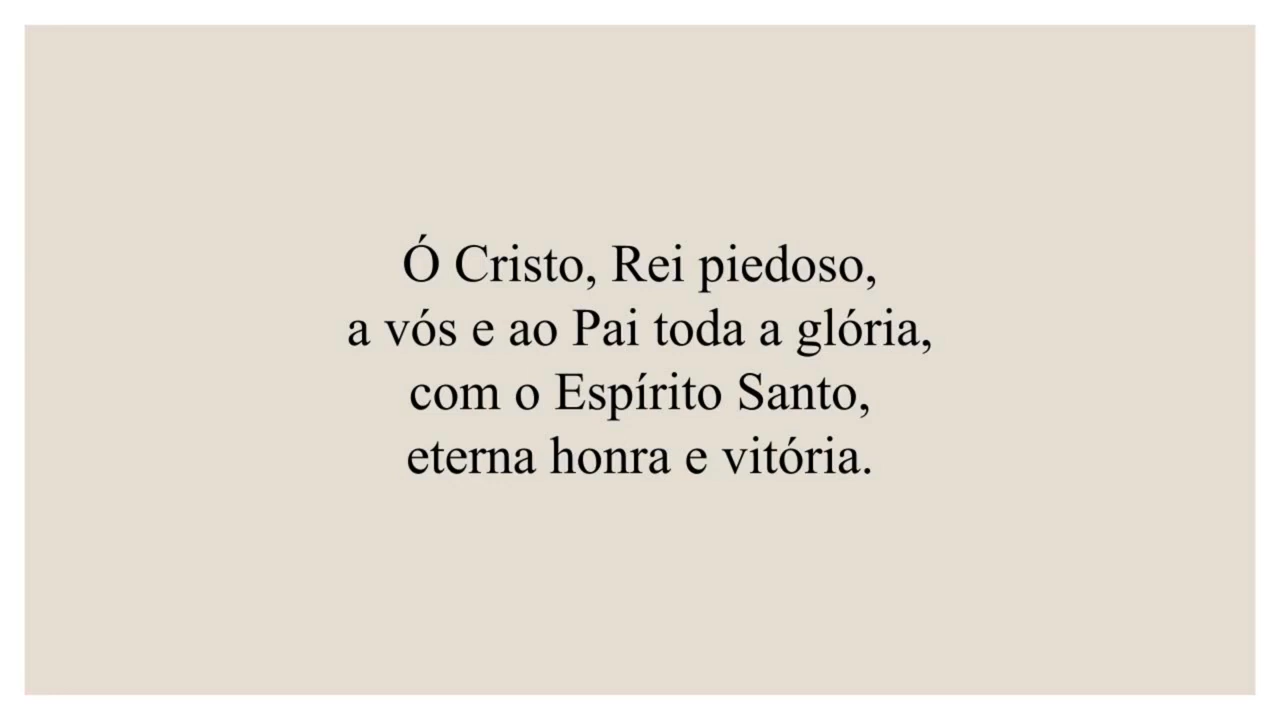 Ó Cristo, Rei piedoso,
a vós e ao Pai toda a glória,
com o Espírito Santo,
eterna honra e vitória.